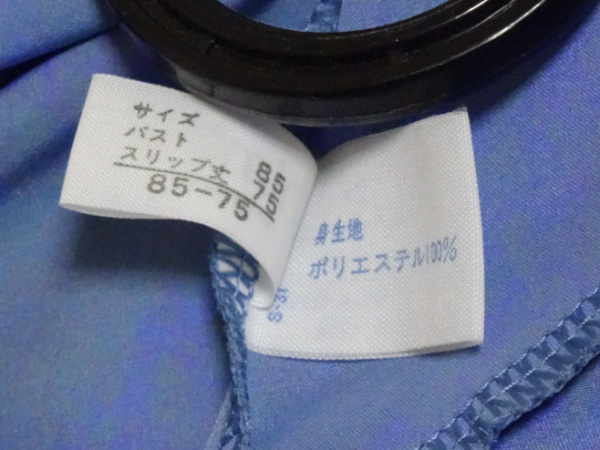 サイズ
バスト 85
スリップ丈 75
85-75
身生地
ポリエステル100%